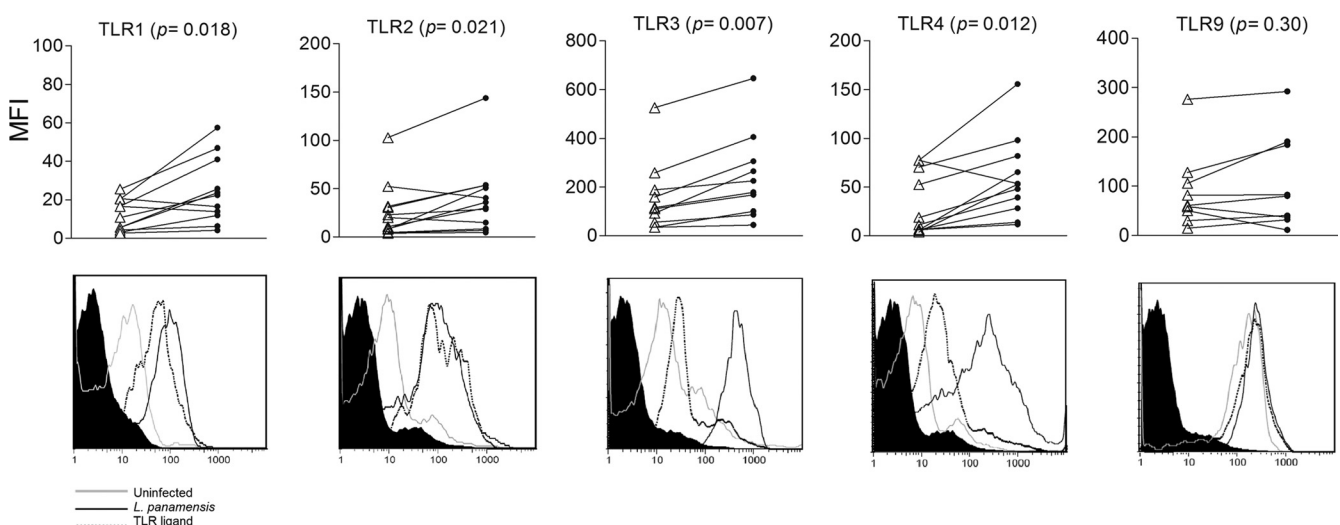 TLR1 (p= 0.018) TLR2 (p= 0.021) TLR3 (p= 0.007) TLR4 (p= 0.012) TLR9 (p= 0.30)
MFI
100 80 60 40 20 0
200 150 100 50 0
800 600 400 200 0
200 150 100 50 0
400 300 200 100 0
1 10 100 1000
1 10 100 1000
1 10 100 1000
1 10 100 1000
1 10 100 1000
Uninfected
L. panamensis
TLR ligand